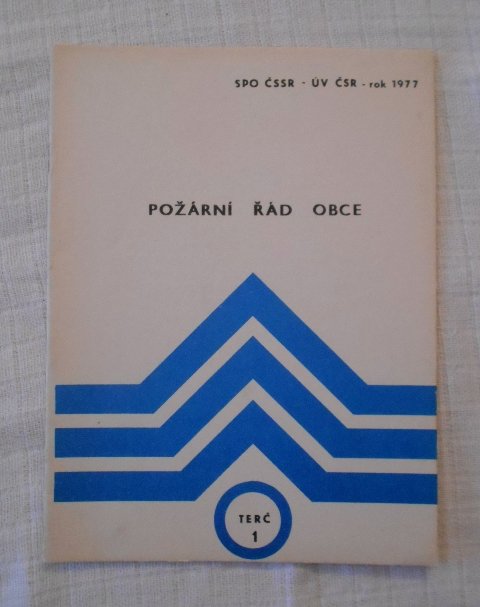 SPO ČSSR - ÚV ČSR - rok 1977
POŽÁRNÍ ŘÁD OBCE
TERČ
1